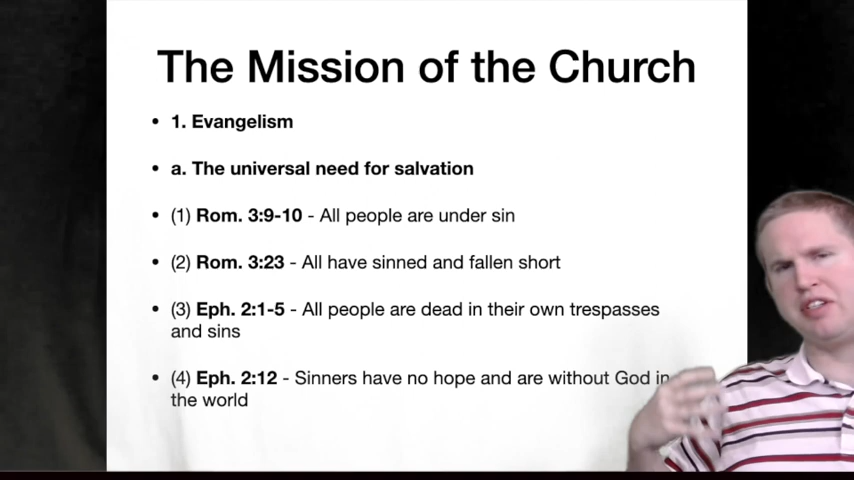 The Mission of the Church
• 1. Evangelism
• a. The universal need for salvation
• (1) Rom. 3:9-10 - All people are under sin
• (2) Rom. 3:23 - All have sinned and fallen short
• (3) Eph. 2:1-5 - All people are dead in their own trespasses
and sins
• (4) Eph. 2:12 - Sinners have no hope and are without God in
the world